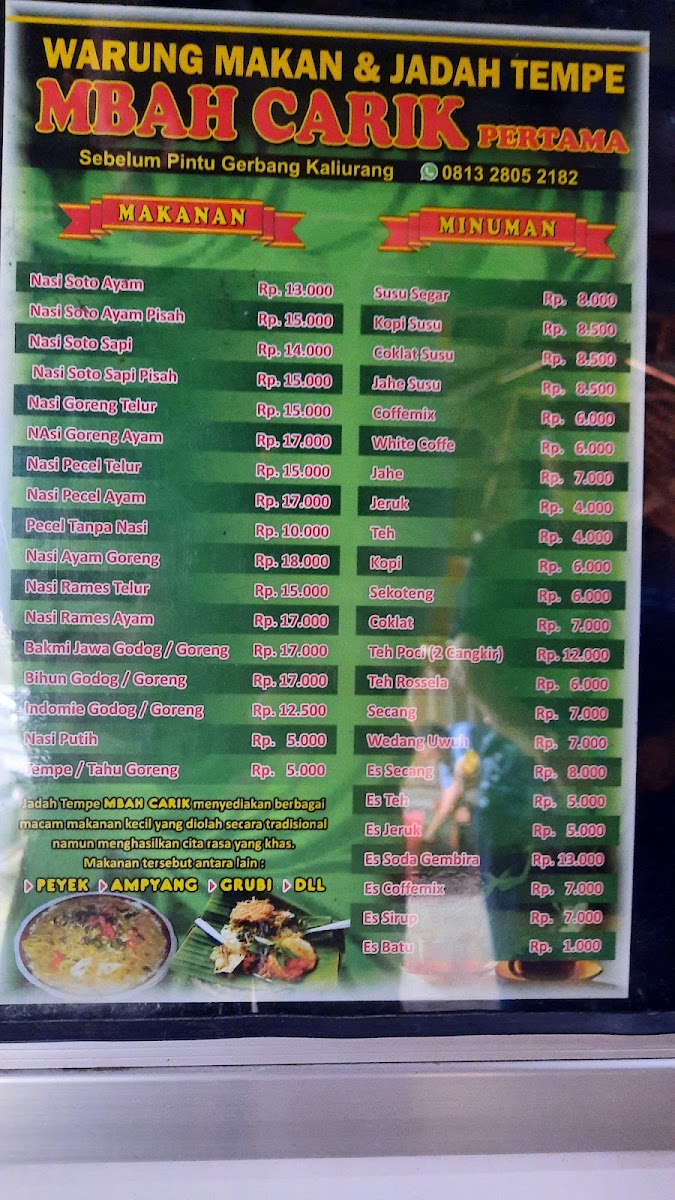 WARUNG MAKAN & JADAH TEMPE
MBAH CARIK PERTAMA
Sebelum Pintu Gerbang Kaliurang 0813 2805 2182
MAKANAN
Nasi Soto Ayam Rp. 13.000
Nasi Soto Ayam Pisah Rp. 15.000
Nasi Soto Sapi Rp. 14.000
Nasi Soto Sapi Pisah Rp. 15.000
Nasi Goreng Telur Rp. 15.000
NAsi Goreng Ayam Rp. 17.000
Nasi Pecel Telur Rp. 15.000
Nasi Pecel Ayam Rp. 17.000
Pecel Tanpa Nasi Rp. 10.000
Nasi Ayam Goreng Rp. 18.000
Nasi Rames Telur Rp. 15.000
Nasi Rames Ayam Rp. 17.000
Bakmi Jawa Godog / Goreng Rp. 17.000
Bihun Godog / Goreng Rp. 17.000
Indomie Godog / Goreng Rp. 12.500
Nasi Putih Rp. 5.000
Tempe / Tahu Goreng Rp. 5.000
Jadah Tempe MBAH CARIK menyediakan berbagai
macam makanan kecil yang diolah secara tradisional
namun menghasilkan cita rasa yang khas.
Makanan tersebut antara lain :
PEYEK AMPYANG GRUBI DLL
MINUMAN
Susu Segar Rp. 8.000
Kopi Susu Rp. 8.500
Coklat Susu Rp. 8.500
Jahe Susu Rp. 8.500
Coffemix Rp. 6.000
White Coffe Rp. 6.000
Jahe Rp. 7.000
Jeruk Rp. 4.000
Teh Rp. 4.000
Kopi Rp. 6.000
Sekoteng Rp. 6.000
Coklat Rp. 7.000
Teh Poci (2 Cangkir) Rp. 12.000
Teh Rossela Rp. 6.000
Secang Rp. 7.000
Wedang Uwuh Rp. 7.000
Es Secang Rp. 8.000
Es Teh Rp. 5.000
Es Jeruk Rp. 5.000
Es Soda Gembira Rp. 13.000
Es Coffemix Rp. 7.000
Es Sirup Rp. 7.000
Es Batu Rp. 1.000